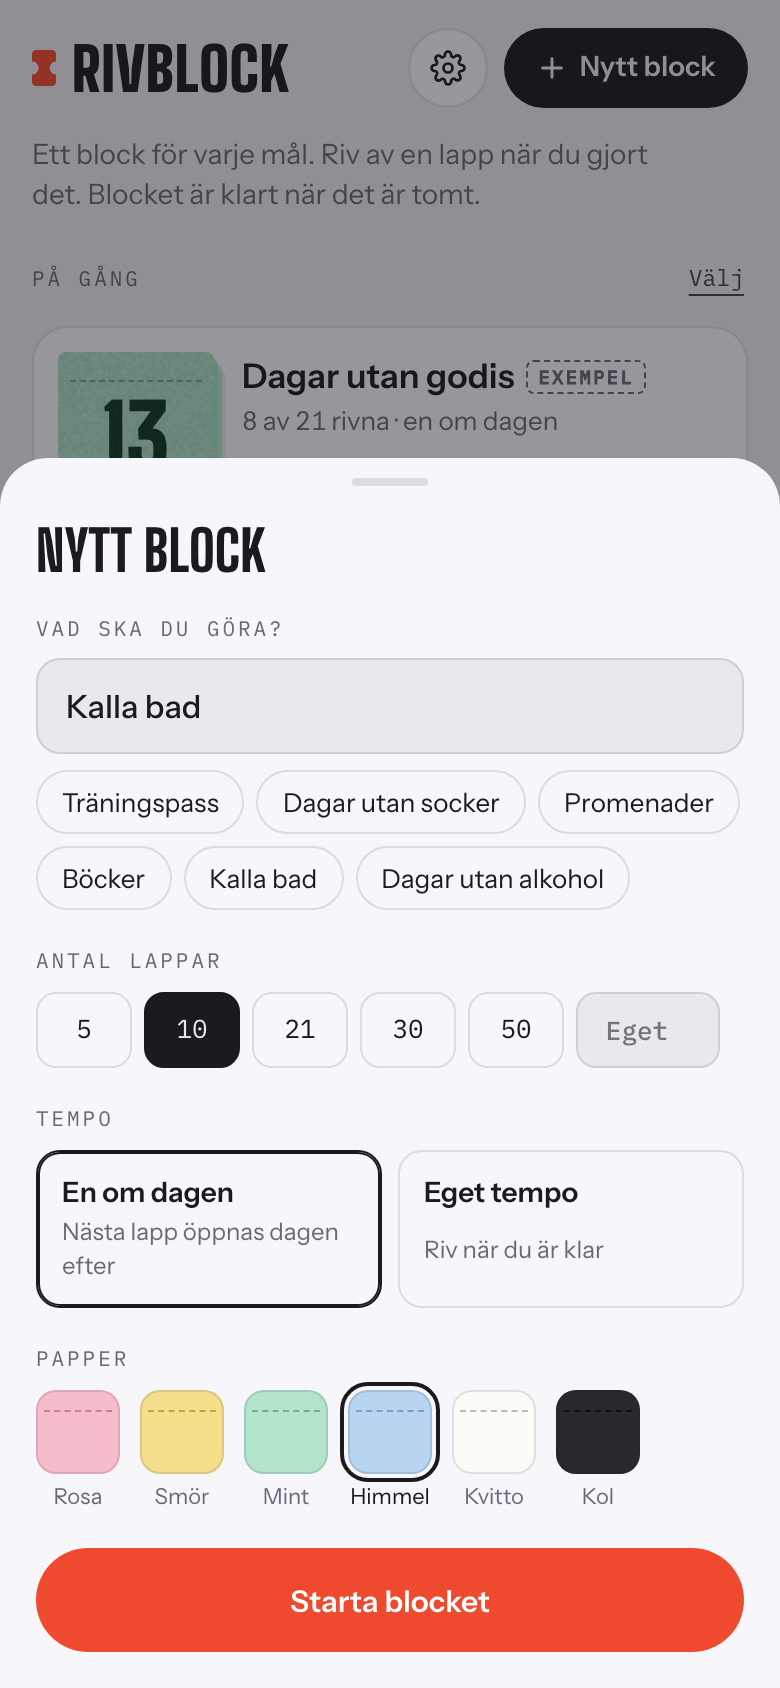 RIVBLOCK
Nytt block
Ett block för varje mål. Riv av en lapp när du gjort
det. Blocket är klart när det är tomt.
PÅ GÅNG
Välj
13
Dagar utan godis
EXEMPEL
8 av 21 rivna · en om dagen
NYTT BLOCK
VAD SKA DU GÖRA?
Kalla bad
Träningspass
Dagar utan socker
Promenader
Böcker
Kalla bad
Dagar utan alkohol
ANTAL LAPPAR
5
10
21
30
50
Eget
TEMPO
En om dagen
Nästa lapp öppnas dagen
efter
Eget tempo
Riv när du är klar
PAPPER
Rosa
Smör
Mint
Himmel
Kvitto
Kol
Starta blocket